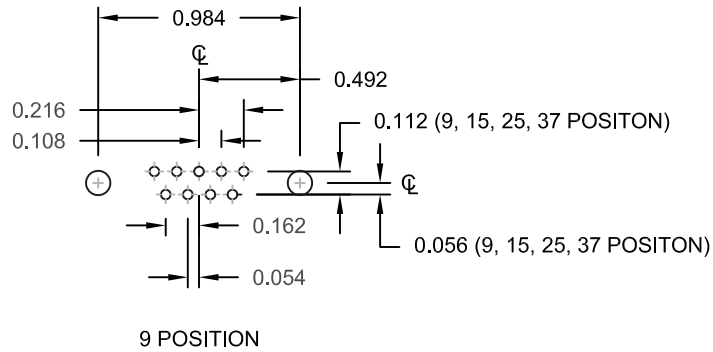 0.984
℄
0.492
0.216
0.112 (9, 15, 25, 37 POSITON)
0.108
℄
0.162
0.056 (9, 15, 25, 37 POSITON)
0.054
9 POSITION